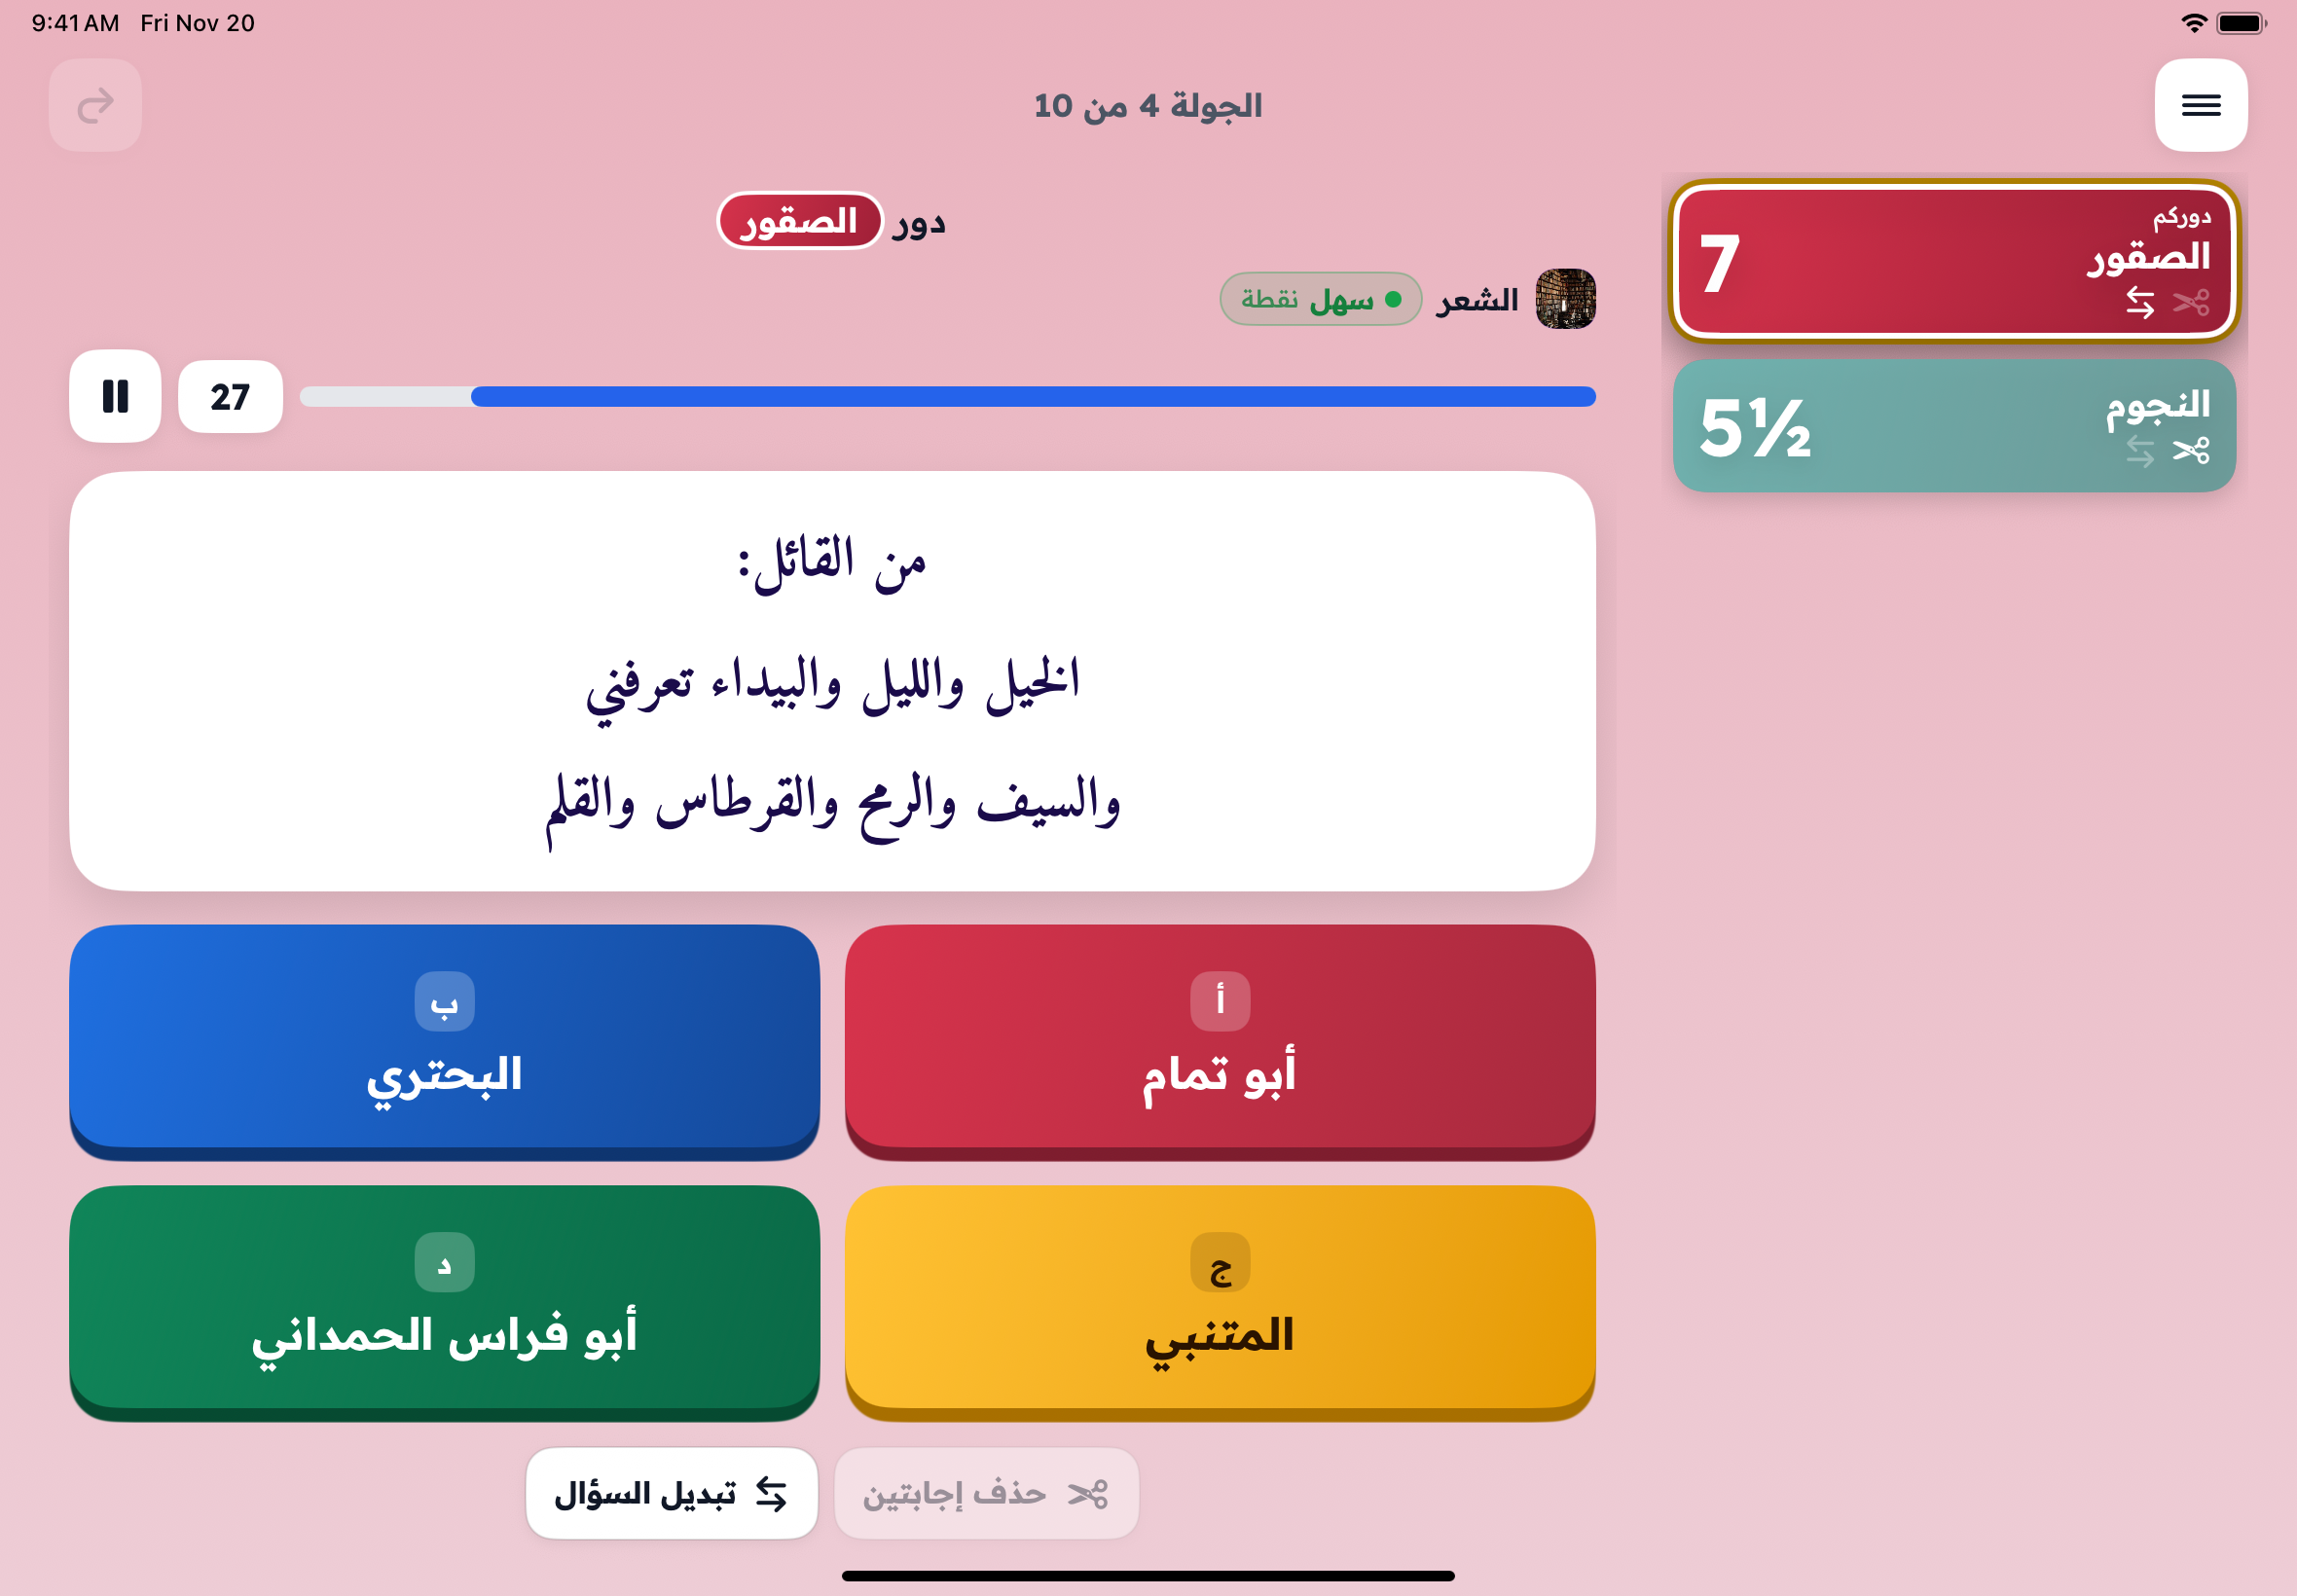 9:41 AM Fri Nov 20
الجولة 4 من 10
دوركم
الصقور
7
النجوم
5½
دور الصقور
الشعر
سهل نقطة
27
من القائل:
الخيل والليل والبيداء تعرفني
والسيف والرمح والقرطاس والقلم
أ
أبو تمام
ب
البحتري
ج
المتنبي
د
أبو فراس الحمداني
حذف إجابتين
تبديل السؤال